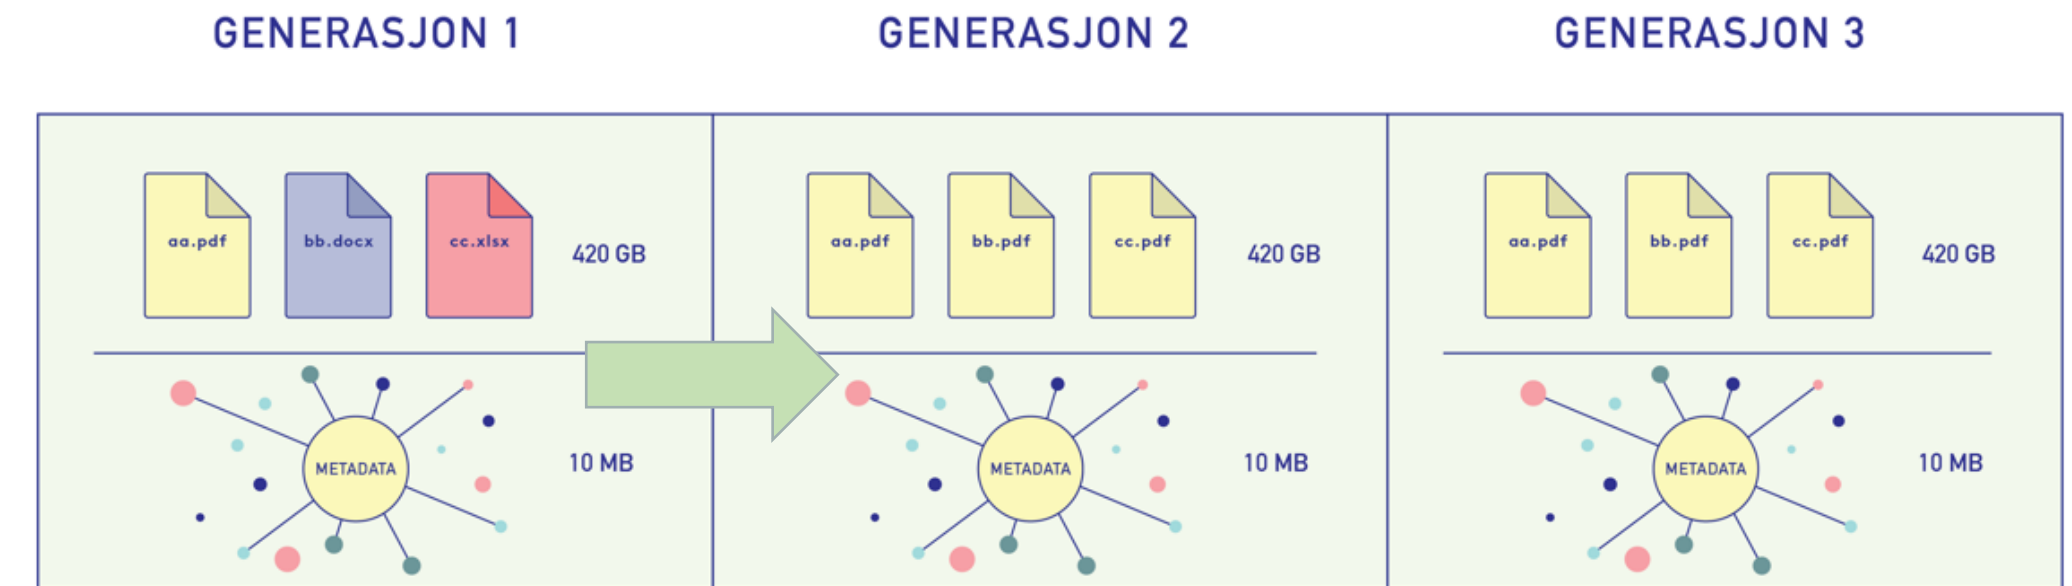 GENERASJON 1
GENERASJON 2
GENERASJON 3
aa.pdf
bb.docx
cc.xlsx
420 GB
aa.pdf
bb.pdf
cc.pdf
420 GB
aa.pdf
bb.pdf
cc.pdf
420 GB
METADATA
10 MB
METADATA
10 MB
METADATA
10 MB